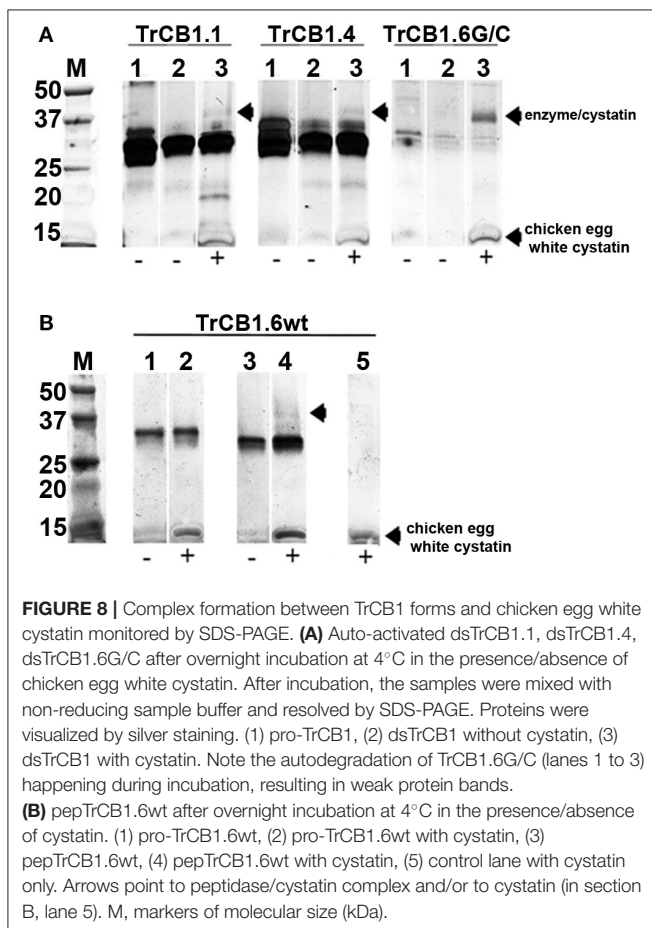 A
TrCB1.1 TrCB1.4 TrCB1.6G/C
M 1 2 3 1 2 3 1 2 3
50
37
enzyme/cystatin
25
20
15
chicken egg
white cystatin
- - + - - + - - +
B
TrCB1.6wt
M 1 2 3 4 5
50
37
25
20
15
chicken egg
white cystatin
- + - + +
FIGURE 8 | Complex formation between TrCB1 forms and chicken egg white
cystatin monitored by SDS-PAGE. (A) Auto-activated dsTrCB1.1, dsTrCB1.4,
dsTrCB1.6G/C after overnight incubation at 4°C in the presence/absence of
chicken egg white cystatin. After incubation, the samples were mixed with
non-reducing sample buffer and resolved by SDS-PAGE. Proteins were
visualized by silver staining. (1) pro-TrCB1, (2) dsTrCB1 without cystatin, (3)
dsTrCB1 with cystatin. Note the autodegradation of TrCB1.6G/C (lanes 1 to 3)
happening during incubation, resulting in weak protein bands.
(B) pepTrCB1.6wt after overnight incubation at 4°C in the presence/absence
of cystatin. (1) pro-TrCB1.6wt, (2) pro-TrCB1.6wt with cystatin, (3)
pepTrCB1.6wt, (4) pepTrCB1.6wt with cystatin, (5) control lane with cystatin
only. Arrows point to peptidase/cystatin complex and/or to cystatin (in section
B, lane 5). M, markers of molecular size (kDa).